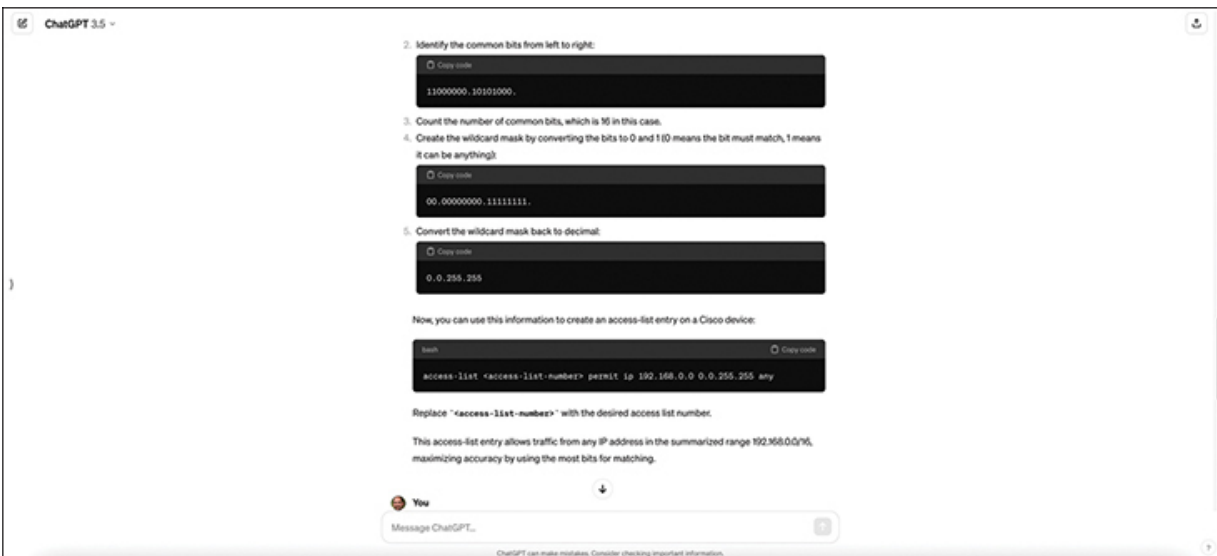 ChatGPT 3.5
2. Identify the common bits from left to right:
Copy code
11000000.10101000.
3. Count the number of common bits, which is 16 in this case.
4. Create the wildcard mask by converting the bits to 0 and 1 (0 means the bit must match, 1 means
it can be anything):
Copy code
00.00000000.11111111.
5. Convert the wildcard mask back to decimal:
Copy code
0.0.255.255
Now, you can use this information to create an access-list entry on a Cisco device:
bash Copy code
access-list <access-list-number> permit ip 192.168.0.0 0.0.255.255 any
Replace `<access-list-number>` with the desired access list number.
This access-list entry allows traffic from any IP address in the summarized range 192.168.0.0/16,
maximizing accuracy by using the most bits for matching.
You
Message ChatGPT...
ChatGPT can make mistakes. Consider checking important information.
?